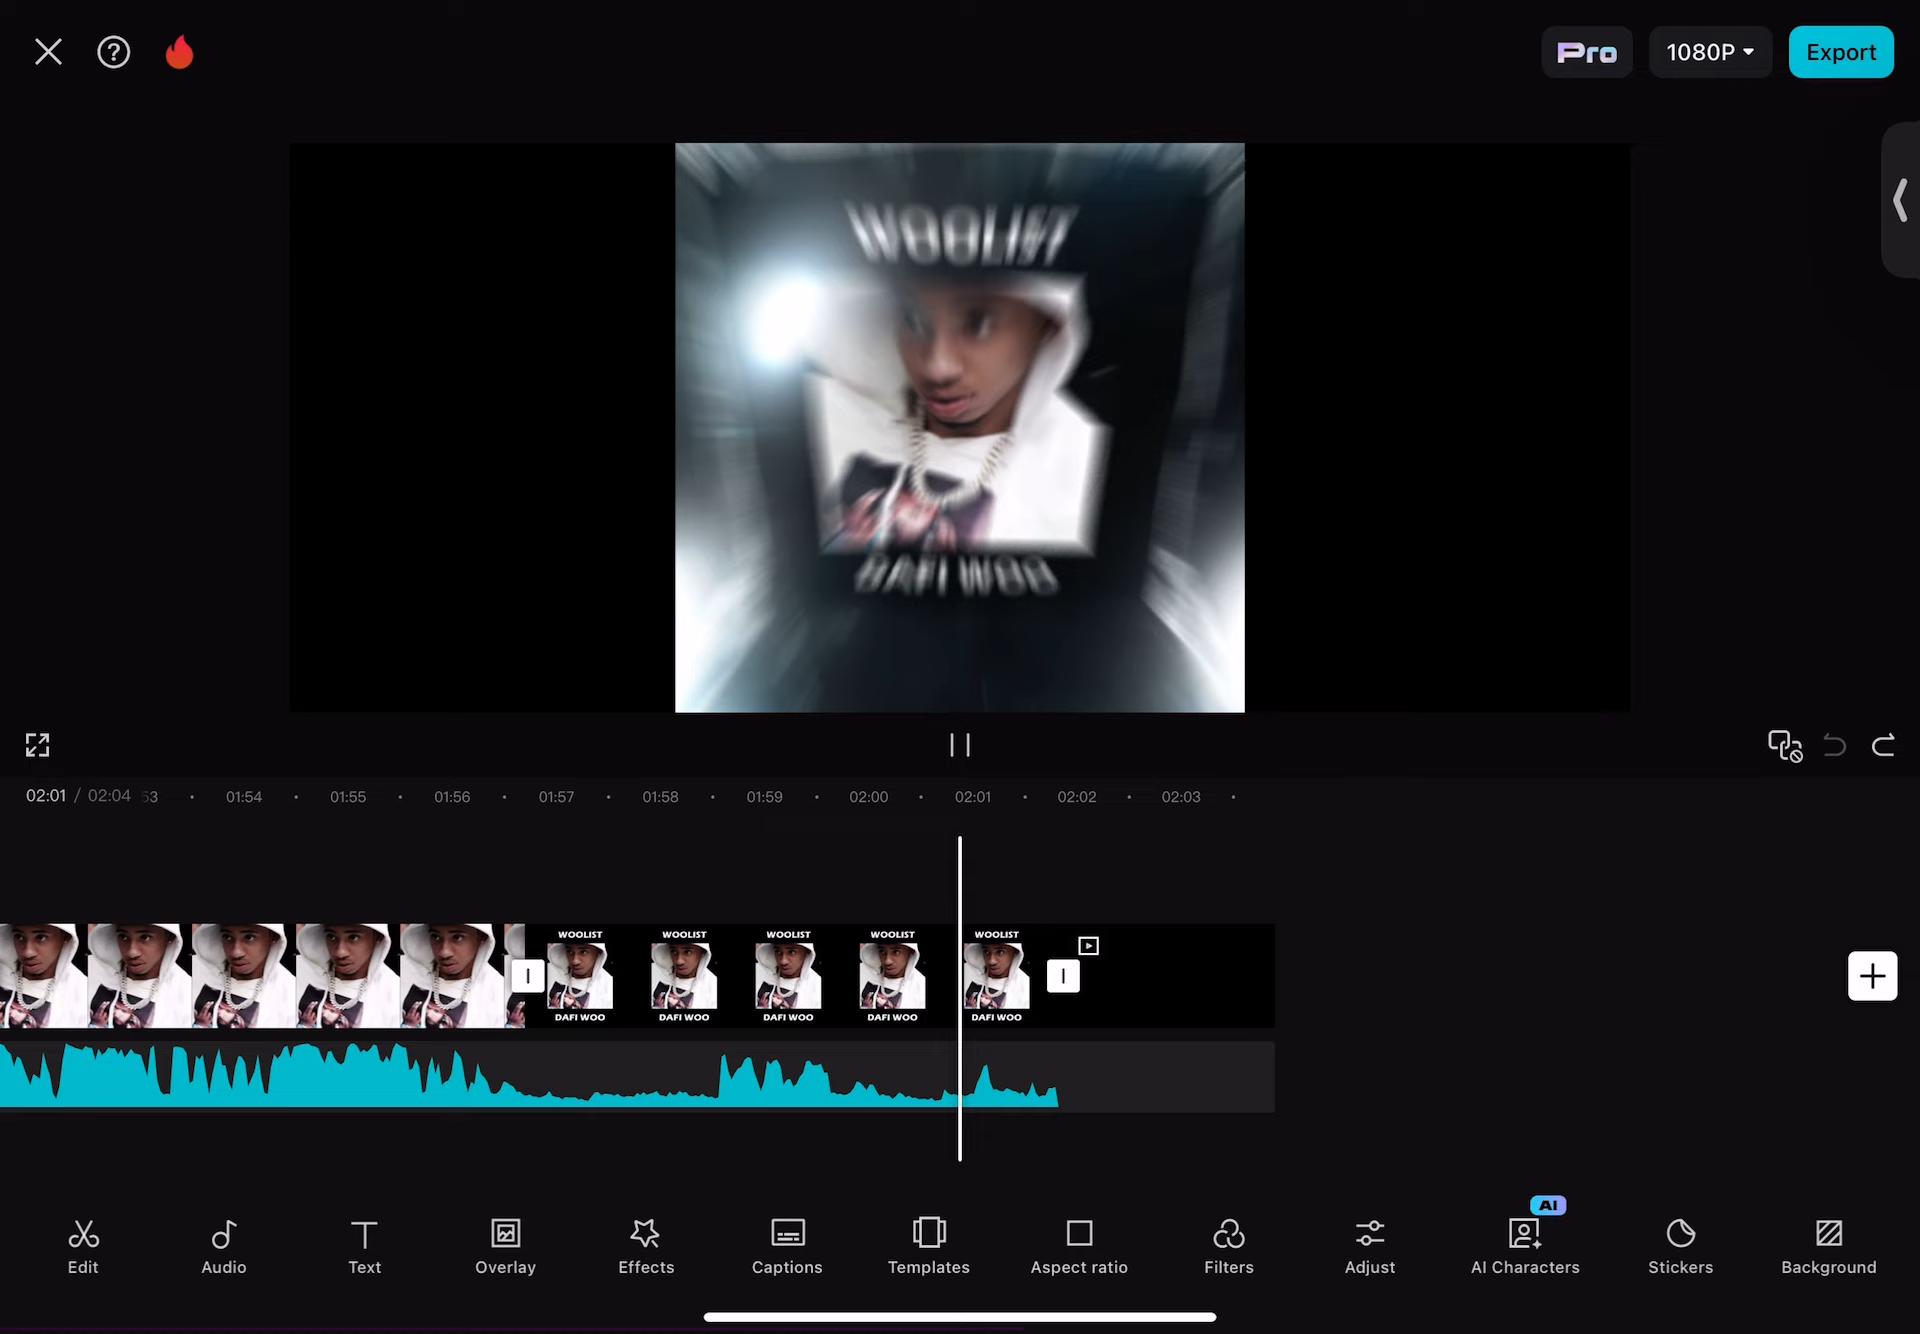 Pro
1080P
Export
WOOLIST
DAFI WOO
02:01 / 02:04
53
01:54
01:55
01:56
01:57
01:58
01:59
02:00
02:01
02:02
02:03
WOOLIST WOOLIST WOOLIST WOOLIST WOOLIST
DAFI WOO DAFI WOO DAFI WOO DAFI WOO DAFI WOO
AI
Edit
Audio
Text
Overlay
Effects
Captions
Templates
Aspect ratio
Filters
Adjust
AI Characters
Stickers
Background